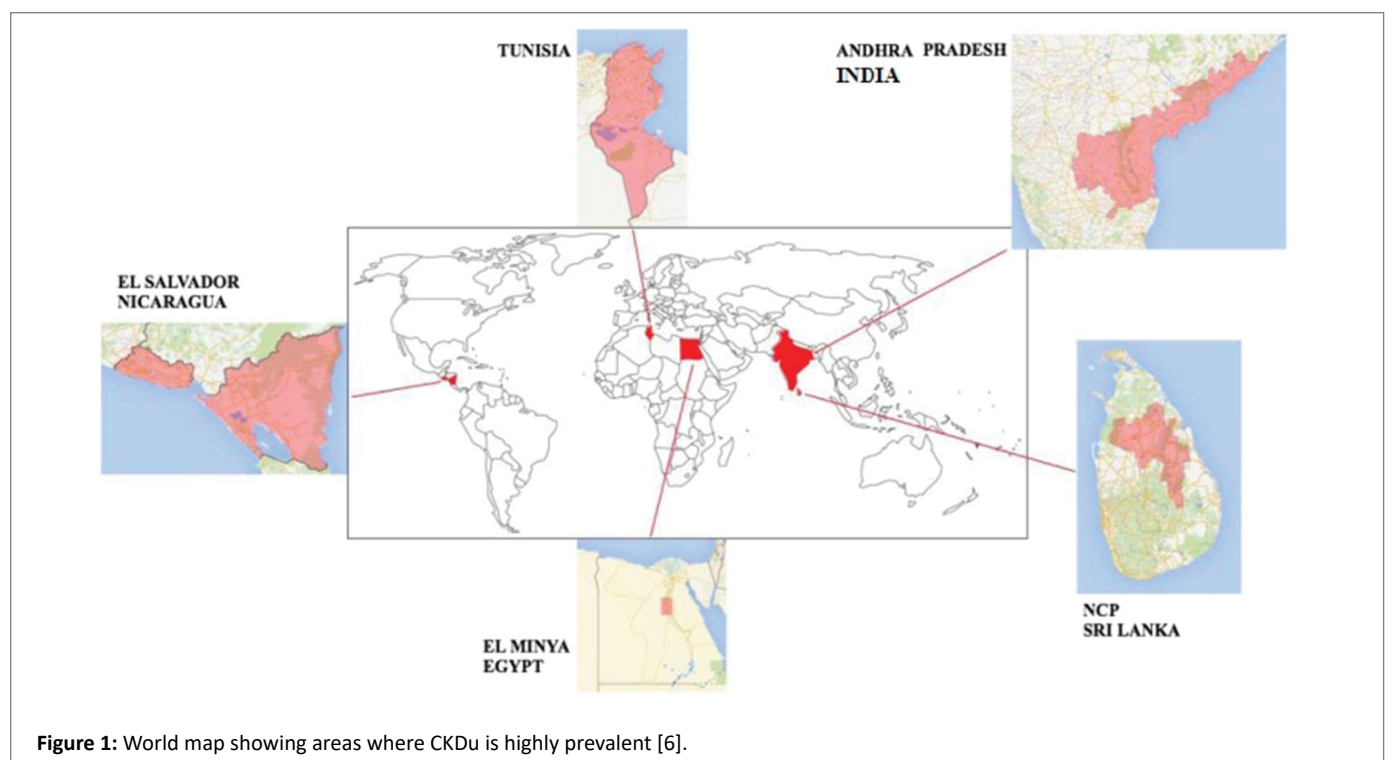 TUNISIA
ANDHRA PRADESH
INDIA
EL SALVADOR
NICARAGUA
NCP
SRI LANKA
EL MINYA
EGYPT
Figure 1: World map showing areas where CKDu is highly prevalent [6].